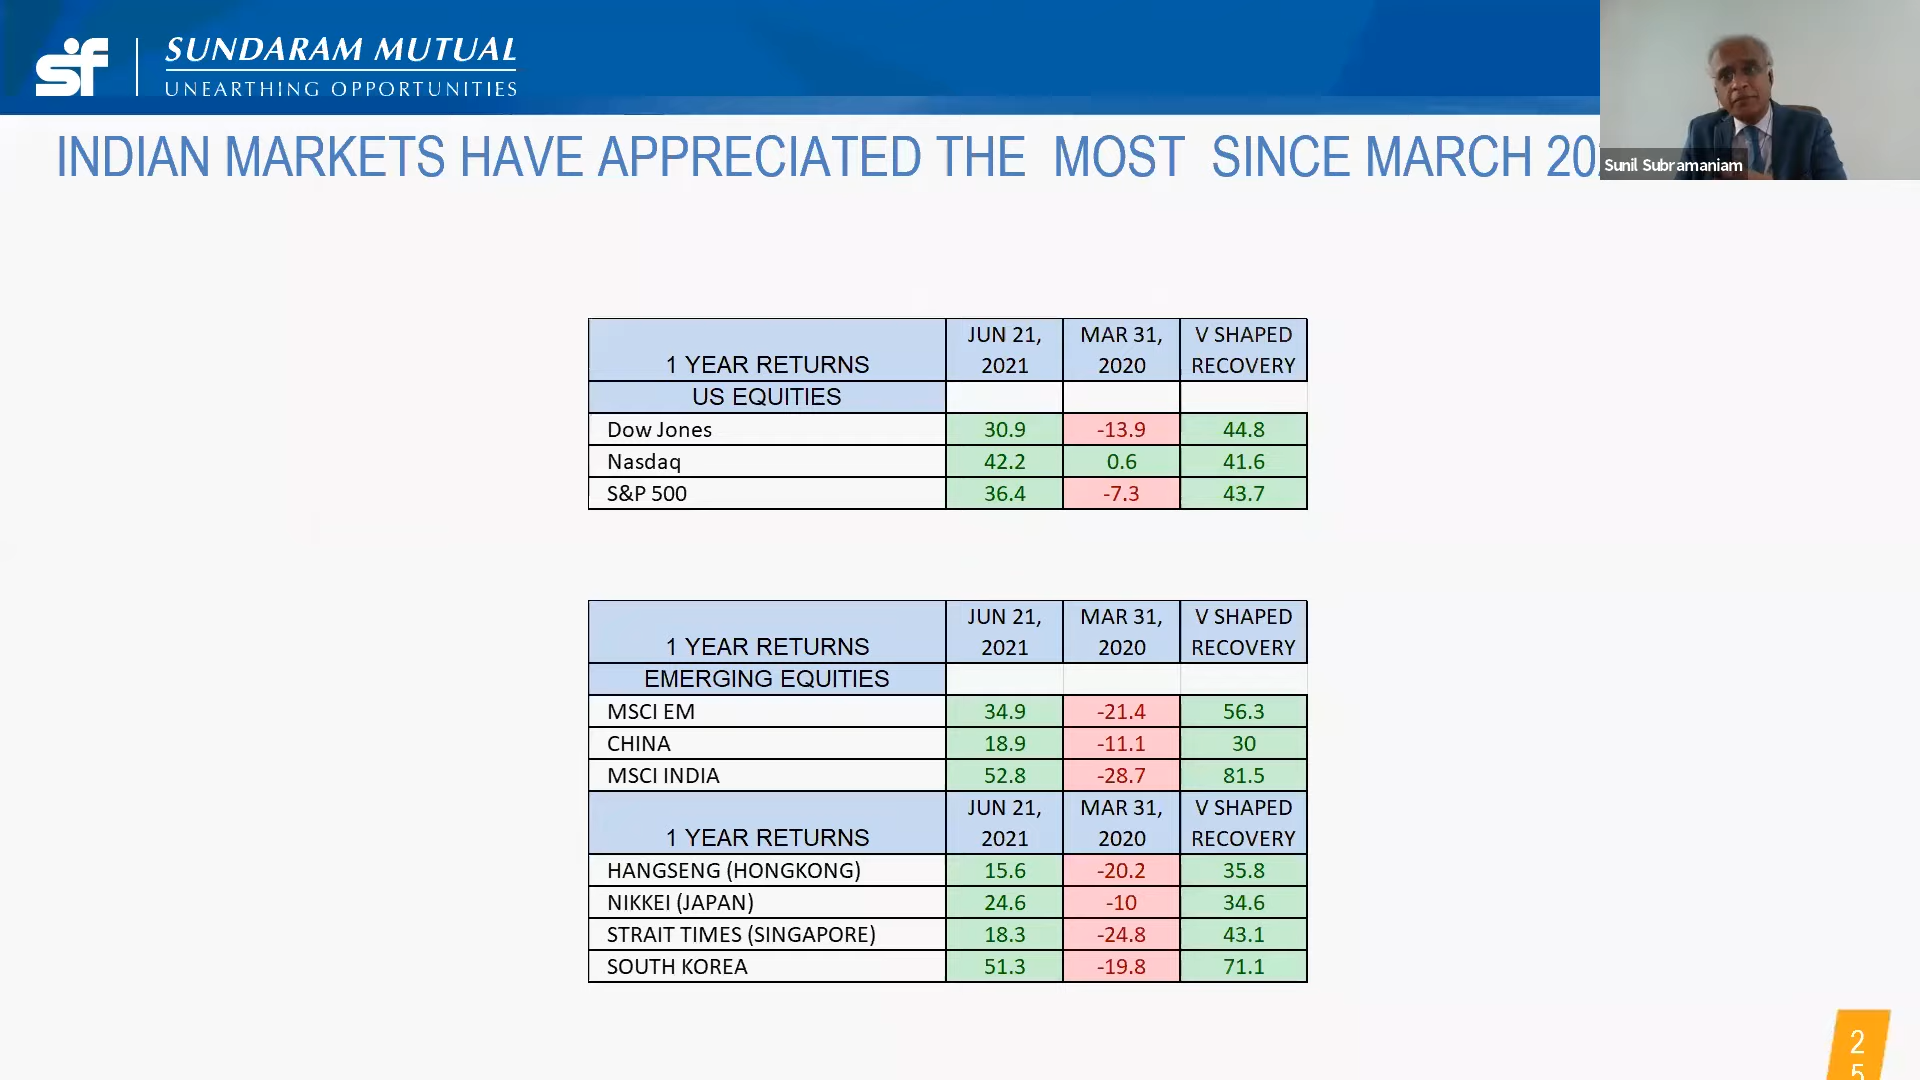 sf
SUNDARAM MUTUAL
UNEARTHING OPPORTUNITIES
INDIAN MARKETS HAVE APPRECIATED THE MOST SINCE MARCH
Sunil Subramaniam
1 YEAR RETURNS JUN 21, 2021 MAR 31, 2020 V SHAPED RECOVERY
US EQUITIES
Dow Jones 30.9 -13.9 44.8
Nasdaq 42.2 0.6 41.6
S&P 500 36.4 -7.3 43.7
1 YEAR RETURNS JUN 21, 2021 MAR 31, 2020 V SHAPED RECOVERY
EMERGING EQUITIES
MSCI EM 34.9 -21.4 56.3
CHINA 18.9 -11.1 30
MSCI INDIA 52.8 -28.7 81.5
1 YEAR RETURNS JUN 21, 2021 MAR 31, 2020 V SHAPED RECOVERY
HANGSENG (HONGKONG) 15.6 -20.2 35.8
NIKKEI (JAPAN) 24.6 -10 34.6
STRAIT TIMES (SINGAPORE) 18.3 -24.8 43.1
SOUTH KOREA 51.3 -19.8 71.1
2
5